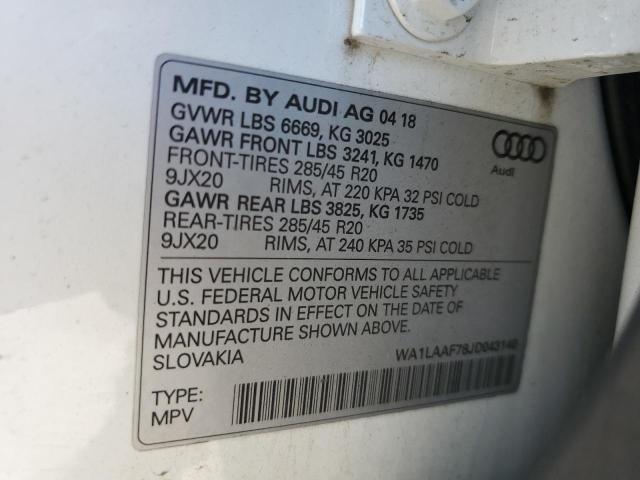 MFD. BY AUDI AG 04 18
GVWR LBS 6669, KG 3025
GAWR FRONT LBS 3241, KG 1470
FRONT-TIRES 285/45 R20
9JX20 RIMS, AT 220 KPA 32 PSI COLD
GAWR REAR LBS 3825, KG 1735
REAR-TIRES 285/45 R20
9JX20 RIMS, AT 240 KPA 35 PSI COLD
Audi
THIS VEHICLE CONFORMS TO ALL APPLICABLE
U.S. FEDERAL MOTOR VEHICLE SAFETY
STANDARDS IN EFFECT ON THE DATE OF
MANUFACTURE SHOWN ABOVE.
SLOVAKIA
WA1LAAF78JD043140
TYPE:
MPV